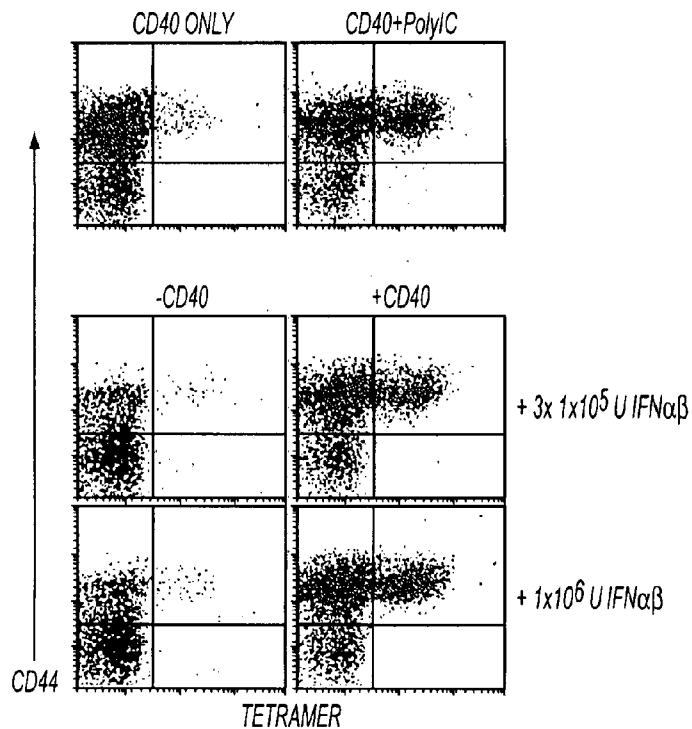 CD40 ONLY
CD40+PolyIC
-CD40
+CD40
+ 3x 1x10⁵ U IFNαβ
+ 1x10⁶ U IFNαβ
CD44
TETRAMER